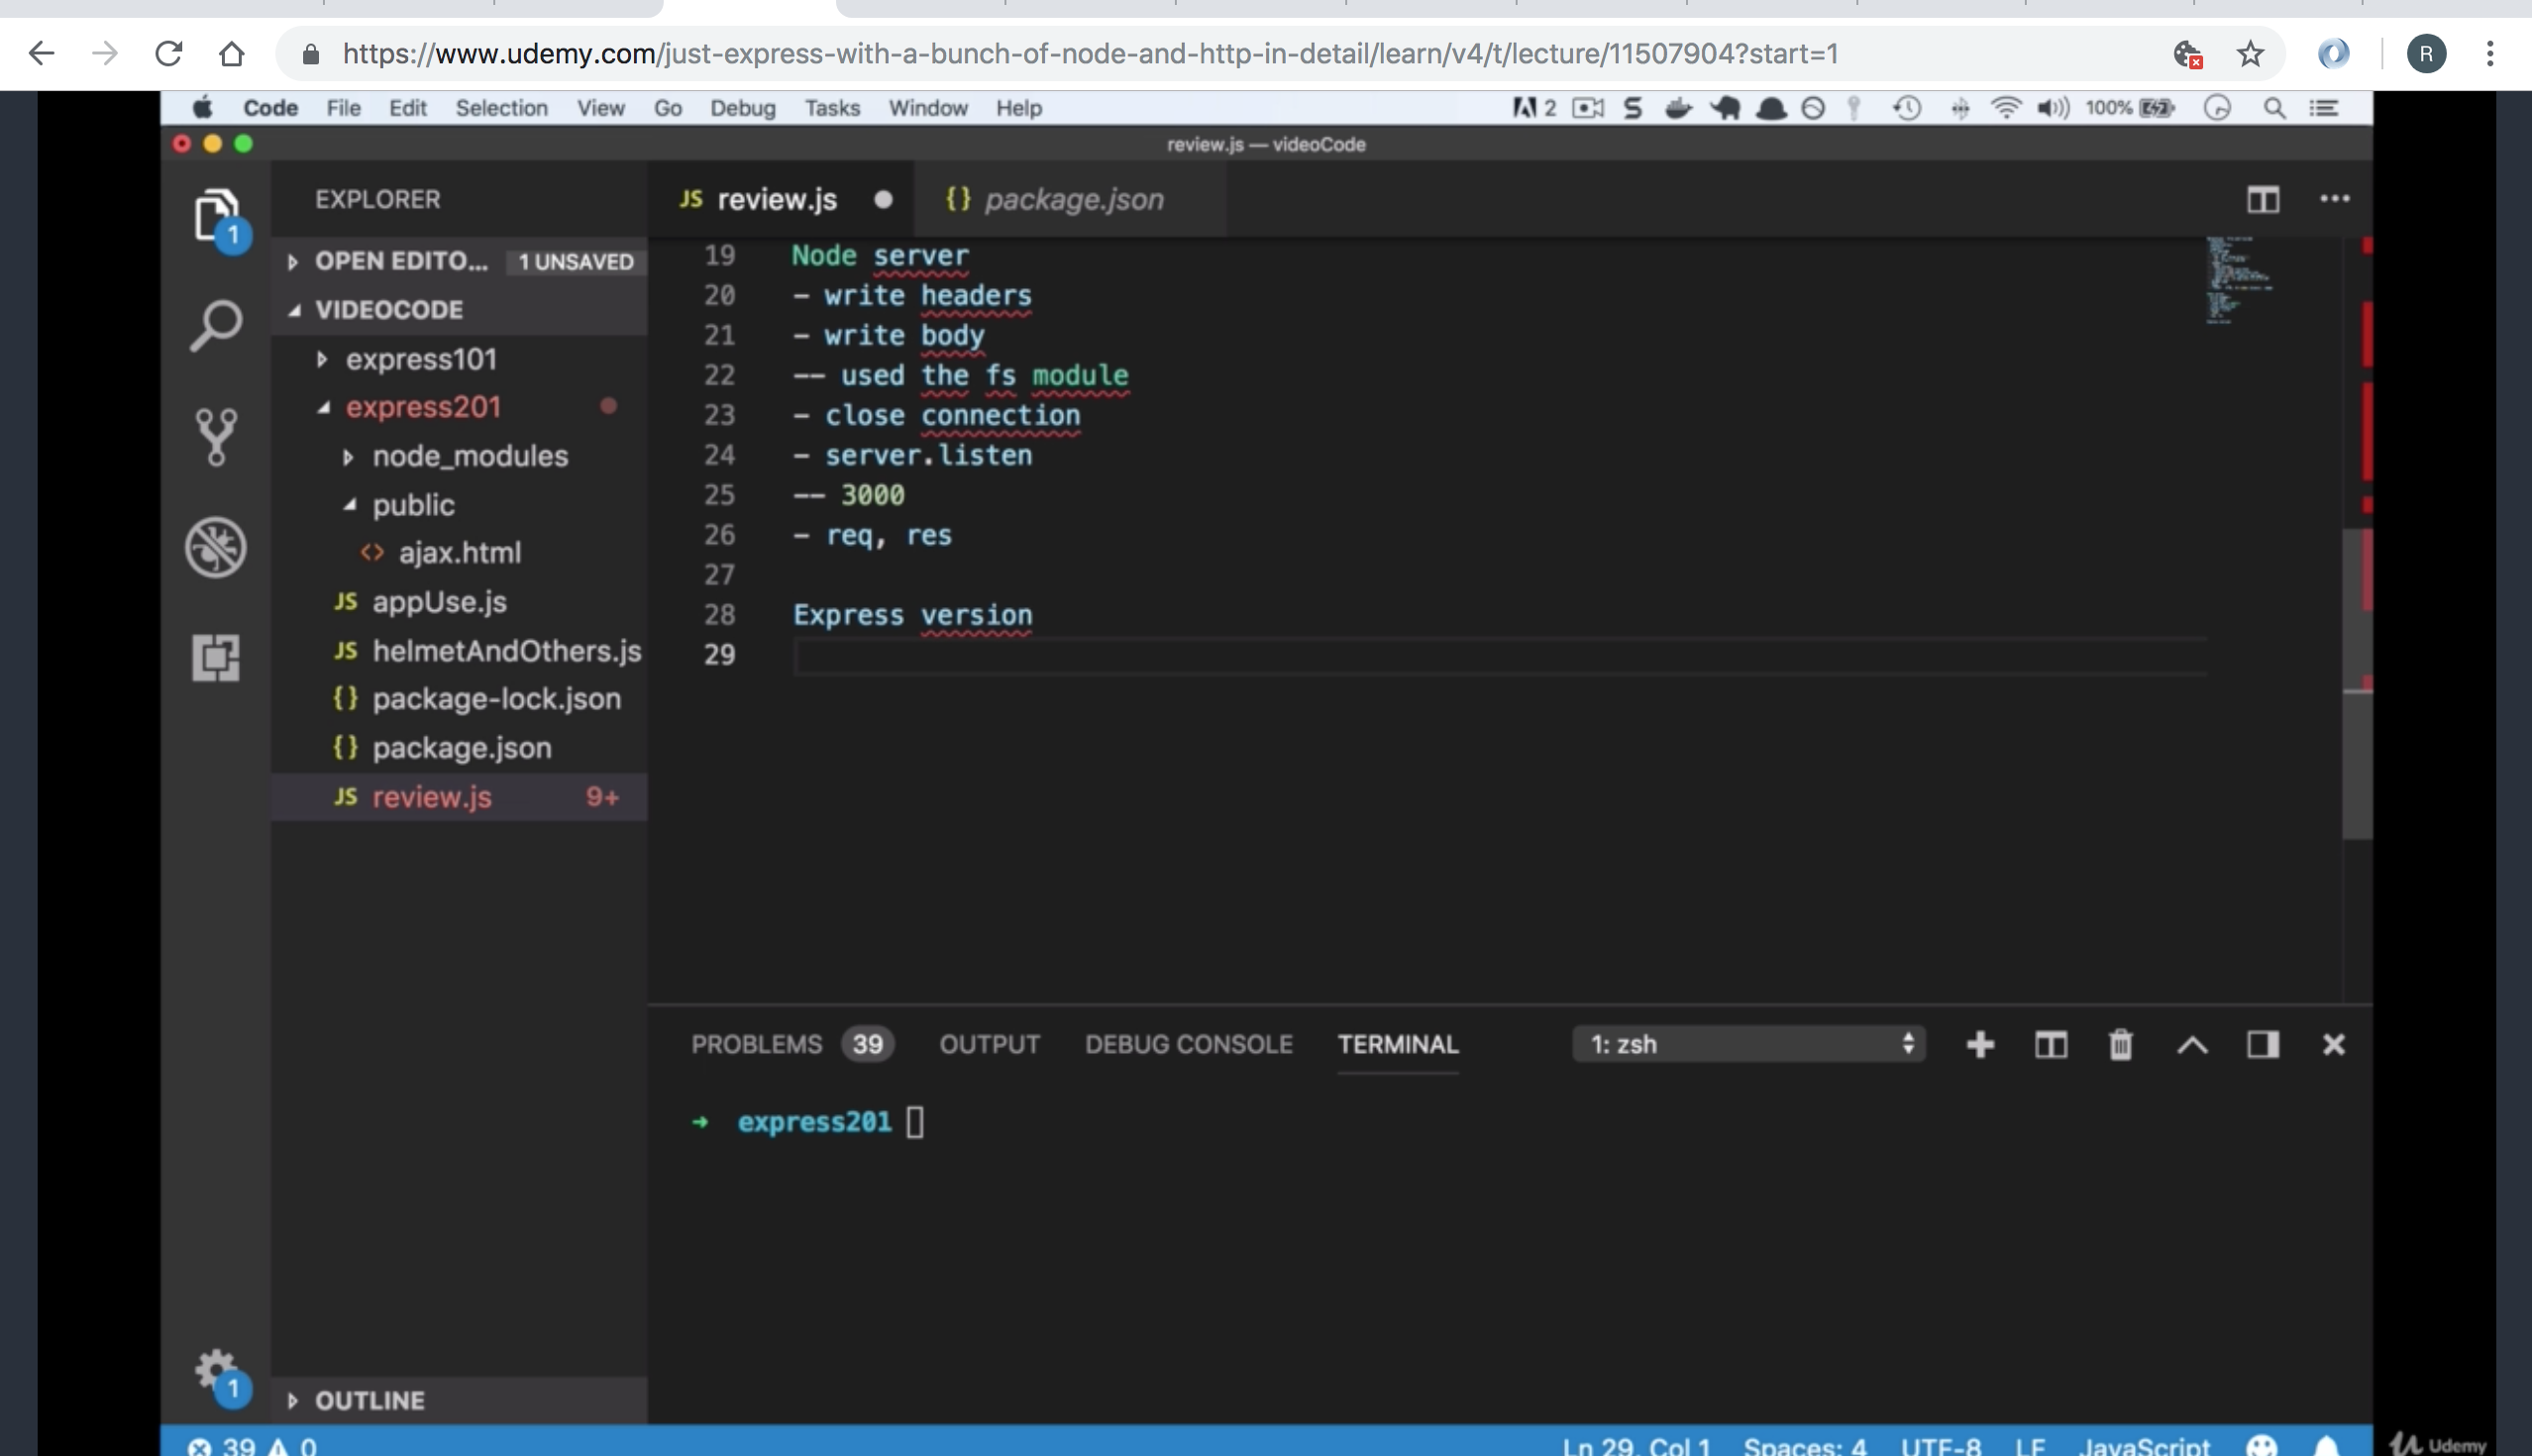 https://www.udemy.com/just-express-with-a-bunch-of-node-and-http-in-detail/learn/v4/t/lecture/11507904?start=1
R
Code File Edit Selection View Go Debug Tasks Window Help
2
100%
review.js — videoCode
EXPLORER
JS review.js
{} package.json
1
OPEN EDITO... 1 UNSAVED
VIDEOCODE
express101
express201
node_modules
public
<> ajax.html
JS appUse.js
JS helmetAndOthers.js
{} package-lock.json
{} package.json
JS review.js 9+
OUTLINE
1
19 Node server
20 - write headers
21 - write body
22 -- used the fs module
23 - close connection
24 - server.listen
25 -- 3000
26 - req, res
27
28 Express version
29
PROBLEMS 39 OUTPUT DEBUG CONSOLE TERMINAL 1: zsh
➜ express201
39 0
Ln 29, Col 1 Spaces: 4 UTF-8 LF JavaScript
Udemy